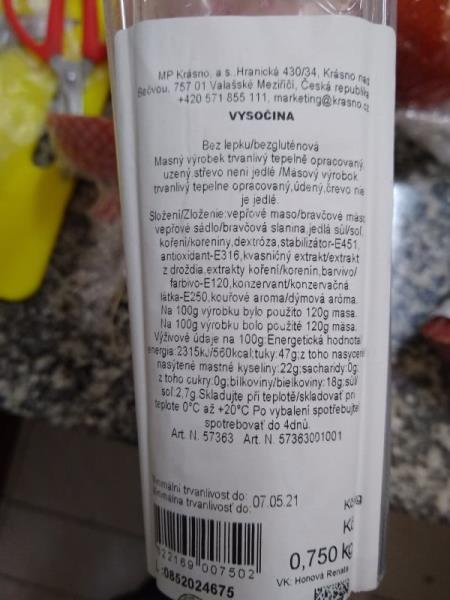 MP Krásno, a s. Hranická 430/34, Krásno nad
Bečvou, 757 01 Valašské Meziříčí, Česká republika
+420 571 855 111, marketing@krasno.cz
VYSOČINA
Bez lepku/bezgluténová
Masný výrobek trvanlivý tepelně opracovaný,
uzený,střevo není jedlé /Mäsový výrobok
trvanlivý tepelne opracovaný,údený,črevo nie
je jedlé.
Složení/Zloženie:vepřové maso/bravčové mäso,
vepřové sádlo/bravčová slanina,jedlá sůl/soľ,
koření/koreniny,dextróza,stabilizátor-E451,
antioxidant-E316,kvasničný extrakt/extrakt
z droždia,extrakty koření/korenín,barvivo/
farbivo-E120,konzervant/konzervačná
látka-E250,kouřové aroma/dymová aróma.
Na 100g výrobku bylo použito 120g masa.
Na 100g výrobku bolo použité 120g mäsa.
Výživové údaje na 100g:Energetická hodnota/
energia:2315kJ/560kcal;tuky:47g;z toho nasycené/
nasýtené mastné kyseliny:22g;sacharidy:0g;
z toho cukry:0g;bílkoviny/bielkoviny:18g;sůl/
soľ:2,7g.Skladujte při teplotě/skladovať pri
teplote 0°C až +20°C Po vybalení spotřebujte/
spotrebovať do 4dnů.
Art. N. 57363 Art. N. 57363001001
Minimální trvanlivost do: 07.05.21
Minimálna trvanlivosť do:
0,750 kg
VK: Honová Renata
22169 007502
:0852024675